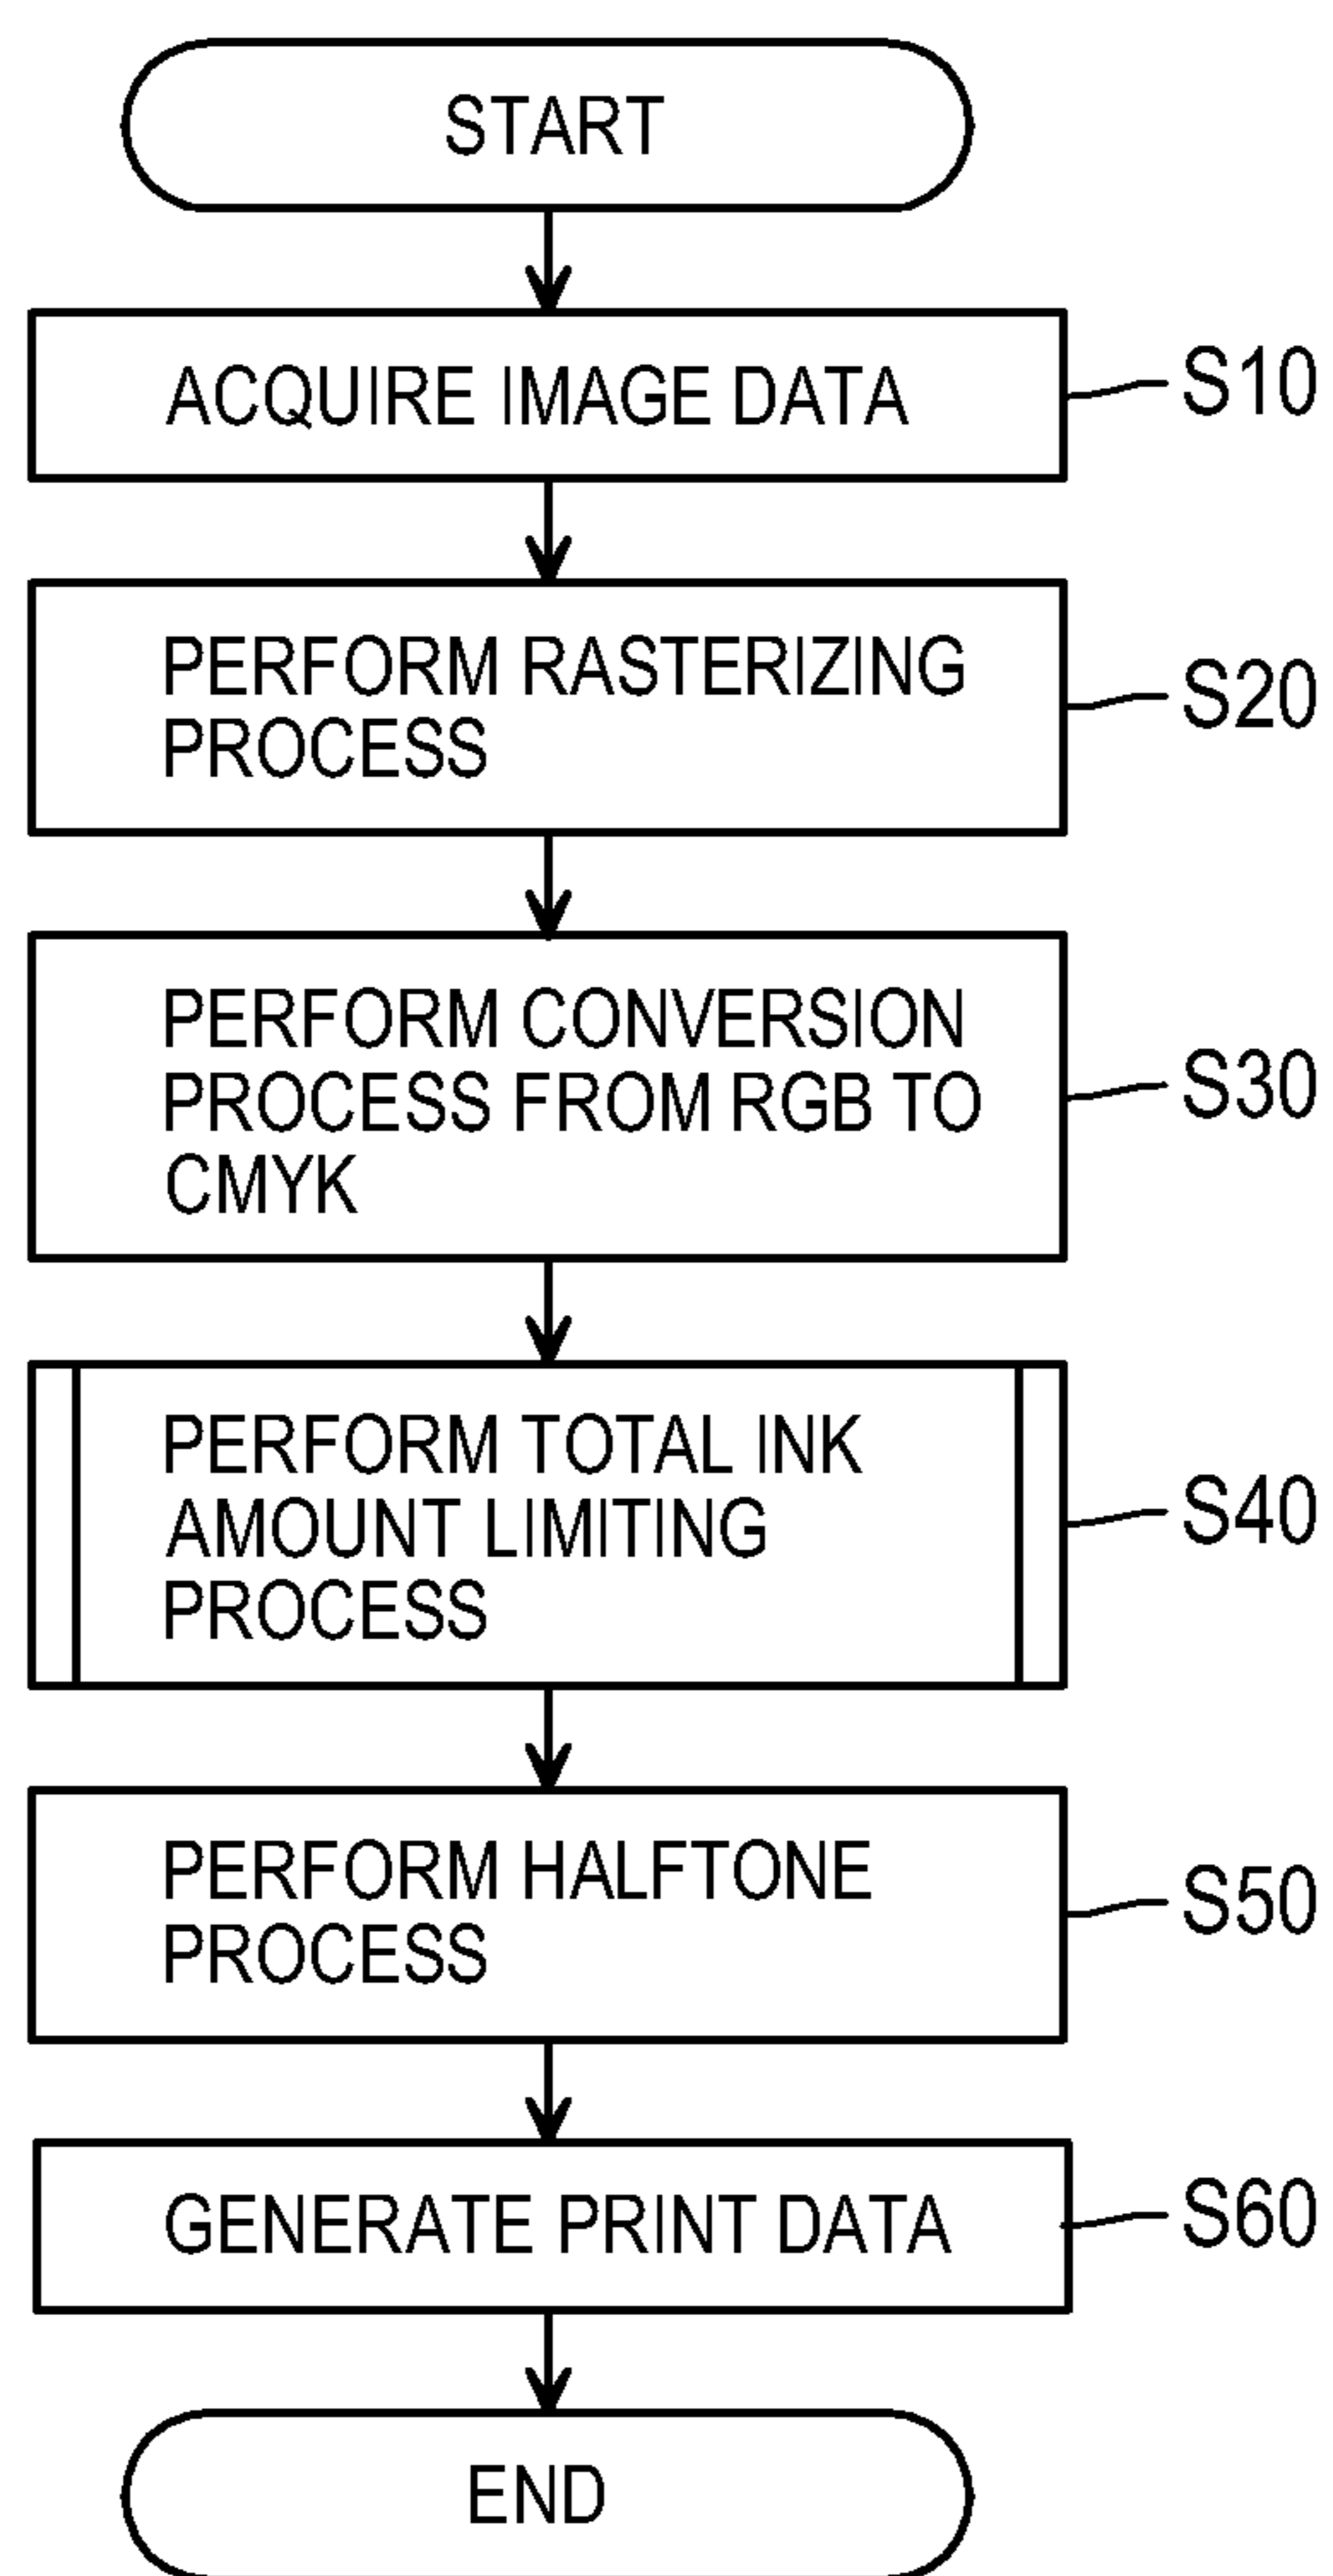 START
ACQUIRE IMAGE DATA
S10
PERFORM RASTERIZING
PROCESS
S20
PERFORM CONVERSION
PROCESS FROM RGB TO
CMYK
S30
PERFORM TOTAL INK
AMOUNT LIMITING
PROCESS
S40
PERFORM HALFTONE
PROCESS
S50
GENERATE PRINT DATA
S60
END